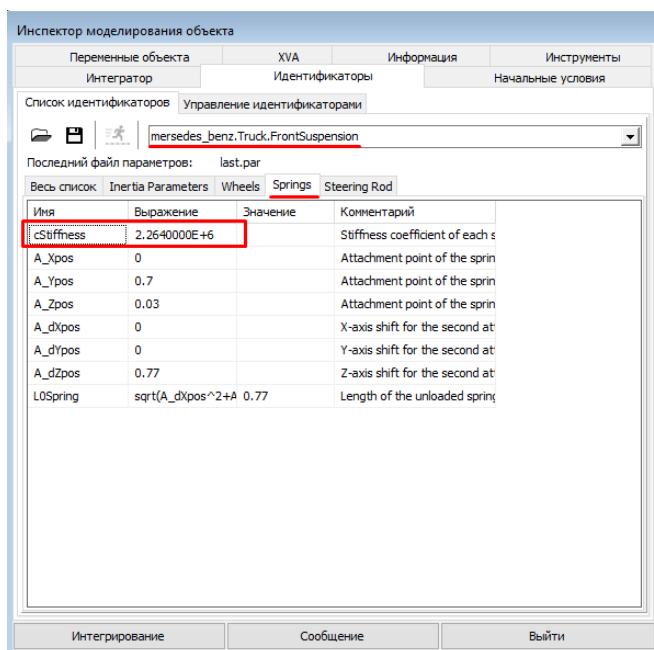 Инспектор моделирования объекта
Переменные объекта XVA Информация Инструменты
Интегратор Идентификаторы Начальные условия
Список идентификаторов Управление идентификаторами
mersedes_benz.Truck.FrontSuspension
Последний файл параметров: last.par
Весь список Inertia Parameters Wheels Springs Steering Rod
Имя Выражение Значение Комментарий
cStiffness 2.2640000E+6 Stiffness coefficient of each s
A_Xpos 0 Attachment point of the sprin
A_Ypos 0.7 Attachment point of the sprin
A_Zpos 0.03 Attachment point of the sprin
A_dXpos 0 X-axis shift for the second at
A_dYpos 0 Y-axis shift for the second at
A_dZpos 0.77 Z-axis shift for the second at
L0Spring sqrt(A_dXpos^2+A 0.77 Length of the unloaded spring
Интегрирование Сообщение Выйти